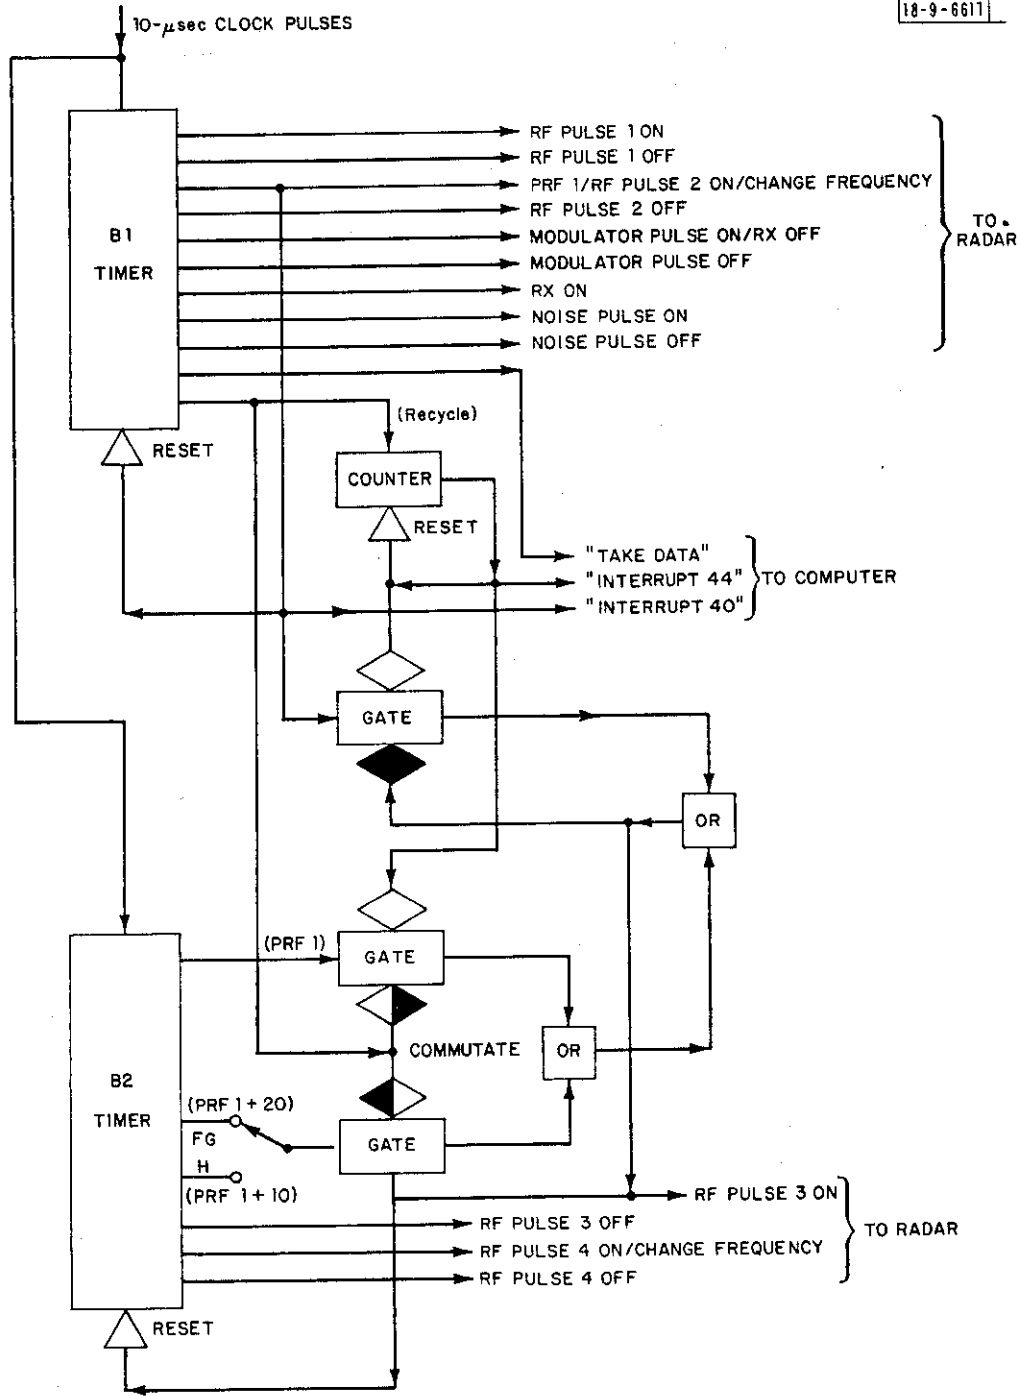 18-9-6617
10-μsec CLOCK PULSES
RF PULSE 1 ON
RF PULSE 1 OFF
PRF 1/RF PULSE 2 ON/CHANGE FREQUENCY
RF PULSE 2 OFF
MODULATOR PULSE ON/RX OFF
MODULATOR PULSE OFF
RX ON
NOISE PULSE ON
NOISE PULSE OFF
TO
RADAR
B1
TIMER
(Recycle)
RESET
COUNTER
RESET
"TAKE DATA"
"INTERRUPT 44"
"INTERRUPT 40"
TO COMPUTER
GATE
OR
(PRF 1)
GATE
COMMUTATE
OR
B2
TIMER
(PRF 1+20)
FG
H
(PRF 1+10)
GATE
RF PULSE 3 ON
RF PULSE 3 OFF
RF PULSE 4 ON/CHANGE FREQUENCY
RF PULSE 4 OFF
TO RADAR
RESET